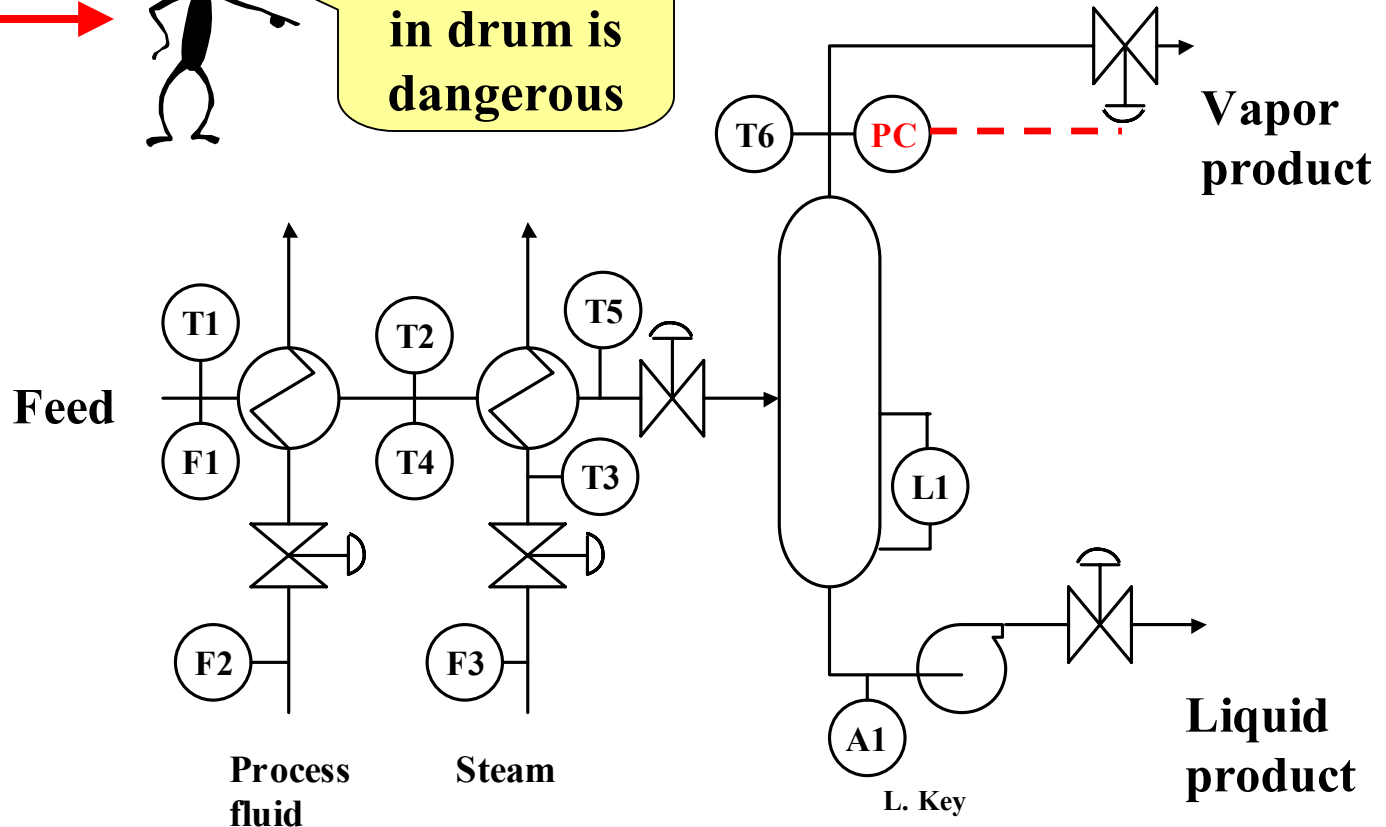 in drum is
dangerous
Vapor
product
T6
PC
T1
T2
T5
Feed
F1
T4
T3
L1
F2
F3
A1
Process
fluid
Steam
L. Key
Liquid
product